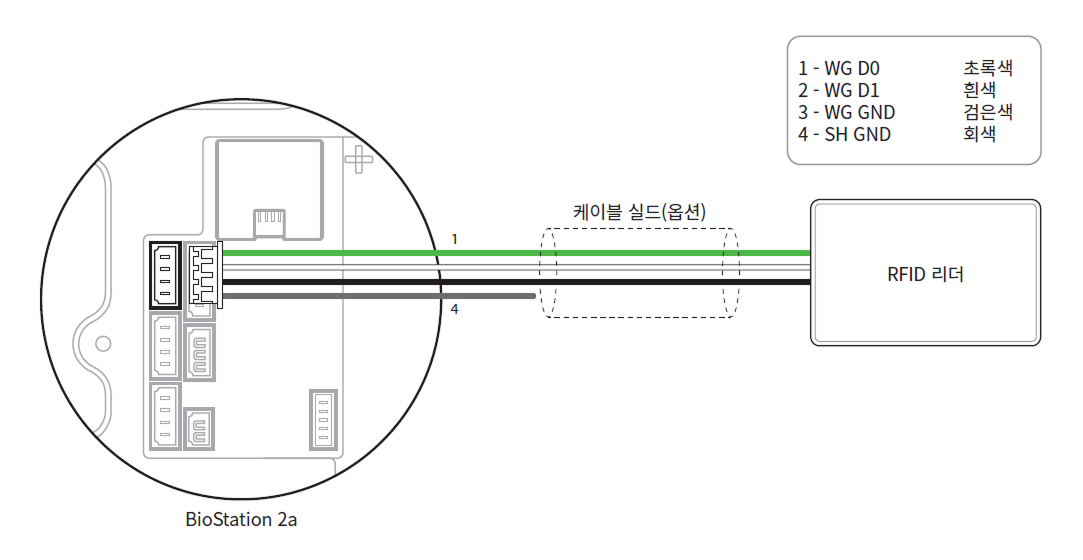 1 - WG D0 초록색
2 - WG D1 흰색
3 - WG GND 검은색
4 - SH GND 회색
케이블 실드(옵션)
1
RFID 리더
4
BioStation 2a